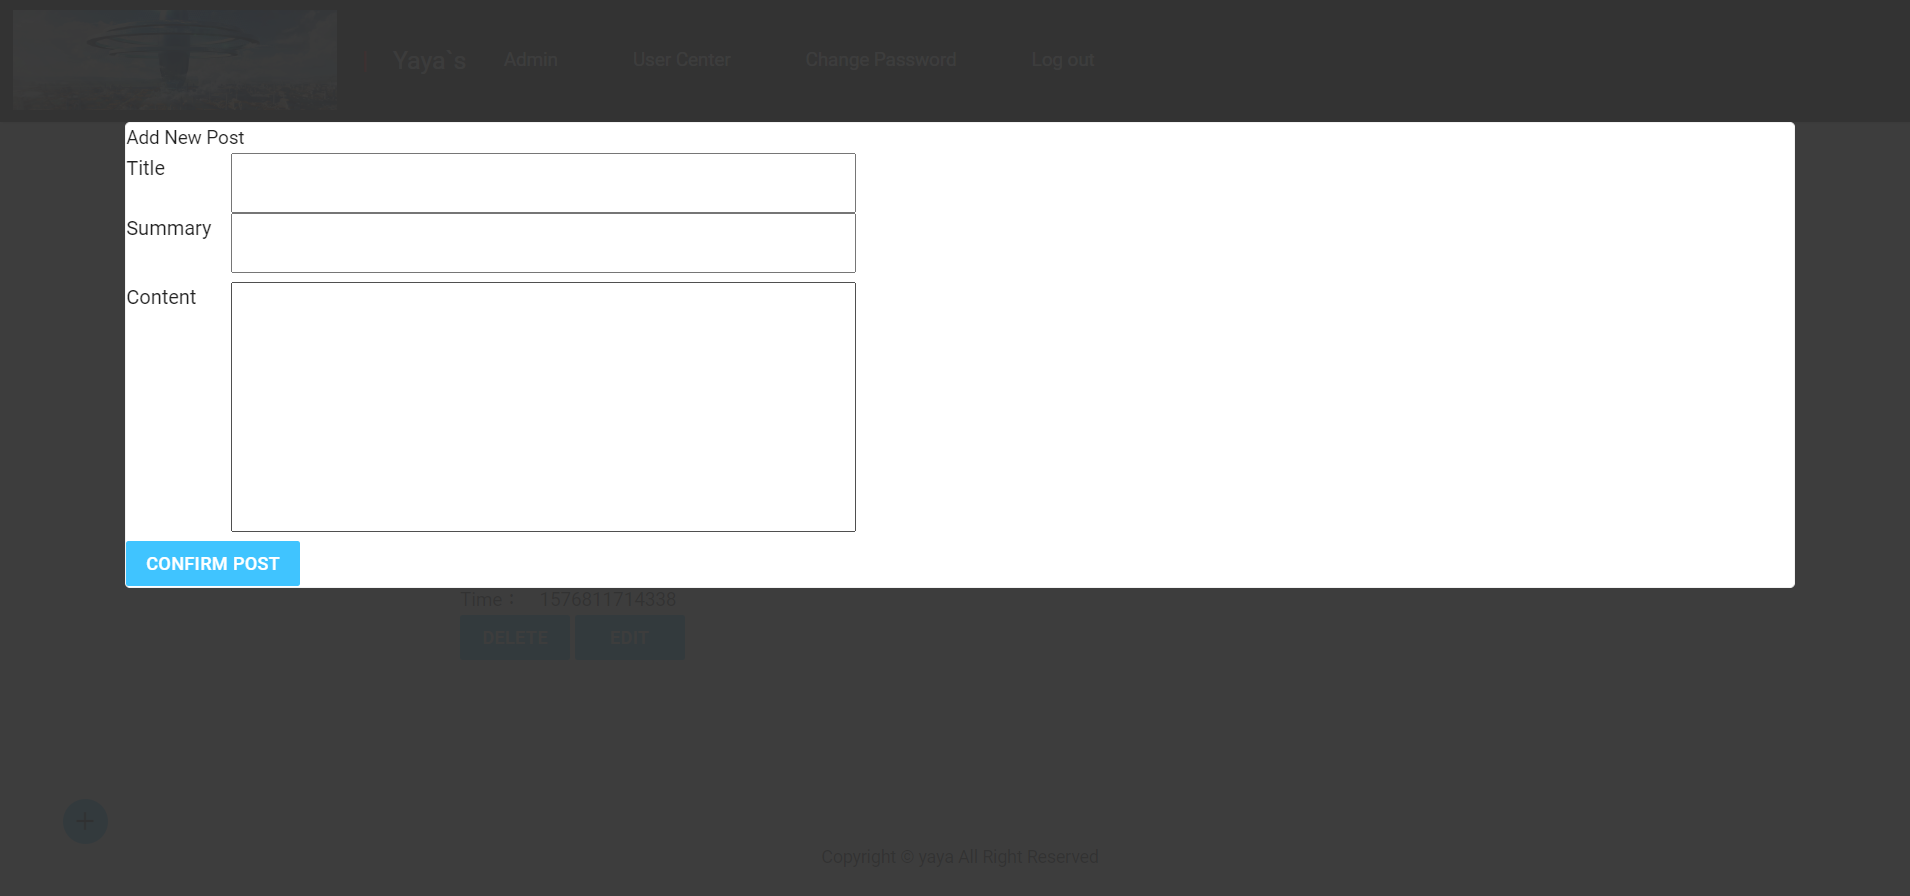 Yaya's Admin User Center Change Password Log out
Add New Post
Title
Summary
Content
CONFIRM POST
Time： 1576811714338
DELETE EDIT
Copyright © yaya All Right Reserved